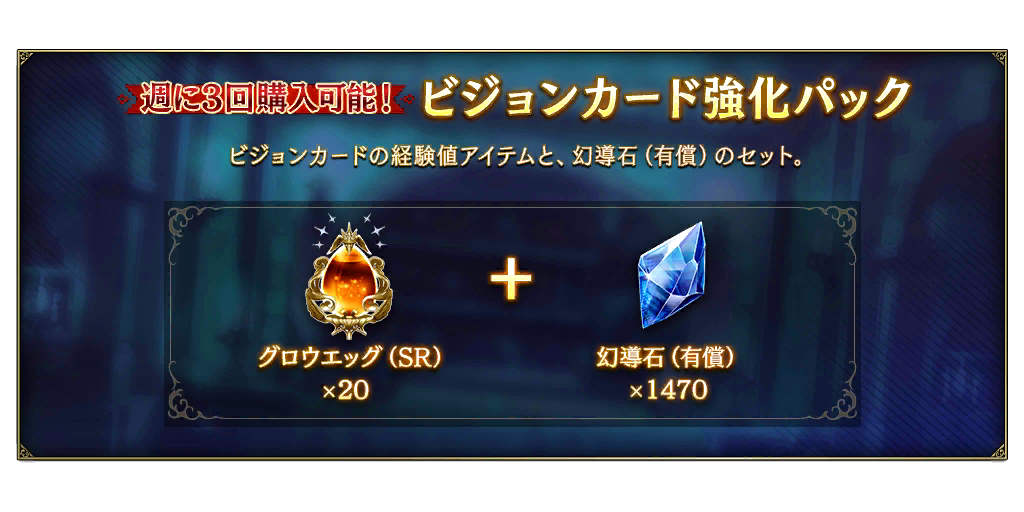 週に3回購入可能! ビジョンカード強化パック
ビジョンカードの経験値アイテムと、幻導石(有償)のセット。
+
グロウエッグ(SR) 幻導石(有償)
×20 ×1470